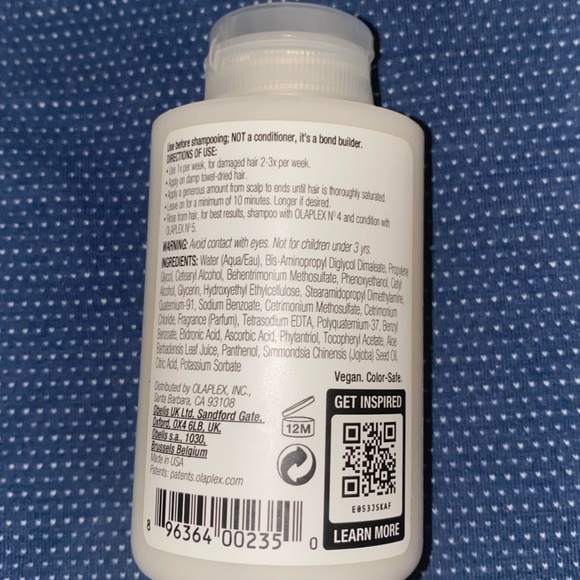 Use before shampooing; NOT a conditioner, it's a bond builder.
DIRECTIONS OF USE:
• Use 1x per week, for damaged hair 2-3x per week.
• Apply on damp towel-dried hair.
• Apply a generous amount from scalp to ends until hair is thoroughly saturated.
• Leave on for a minimum of 10 minutes. Longer if desired.
• Rinse from hair, for best results, shampoo with OLAPLEX Nº4 and condition with
OLAPLEX Nº5.
WARNING: Avoid contact with eyes. Not for children under 3 yrs.
INGREDIENTS: Water (Aqua/Eau), Bis-Aminopropyl Diglycol Dimaleate, Propylene
Glycol, Cetearyl Alcohol, Behentrimonium Methosulfate, Phenoxyethanol, Cetyl
Alcohol, Glycerin, Hydroxyethyl Ethylcellulose, Stearamidopropyl Dimethylamine,
Quaternium-91, Sodium Benzoate, Cetrimonium Methosulfate, Cetrimonium
Chloride, Fragrance (Parfum), Tetrasodium EDTA, Polyquaternium-37, Benzyl
Benzoate, Etidronic Acid, Ascorbic Acid, Phytantriol, Tocopheryl Acetate, Aloe
Barbadensis Leaf Juice, Panthenol, Simmondsia Chinensis (Jojoba) Seed Oil,
Citric Acid, Potassium Sorbate
Vegan. Color-Safe.
Distributed by OLAPLEX, INC.,
Santa Barbara, CA 93108
Obelis UK Ltd, Sandford Gate,
Oxford, OX4 6LB, UK.
Obelis s.a., 1030,
Brussels Belgium
Made in USA
Patents: patents.olaplex.com
12M
GET INSPIRED
E0S3JSKAF
LEARN MORE
8 96364 00235 0